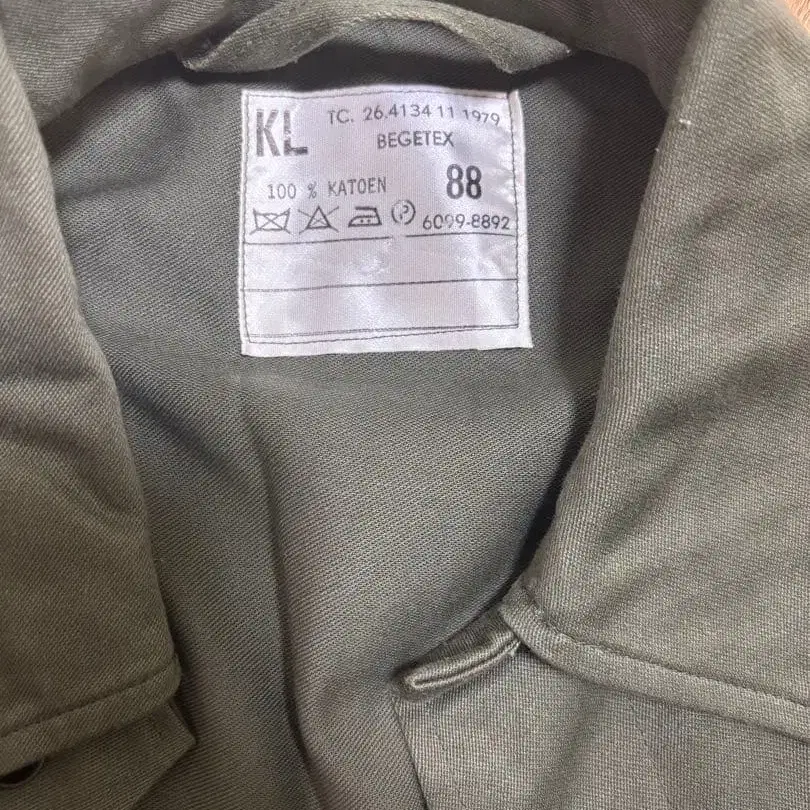 KL TC. 26.4134 11 1979
BEGETEX
100 % KATOEN 88
P 6099-8892